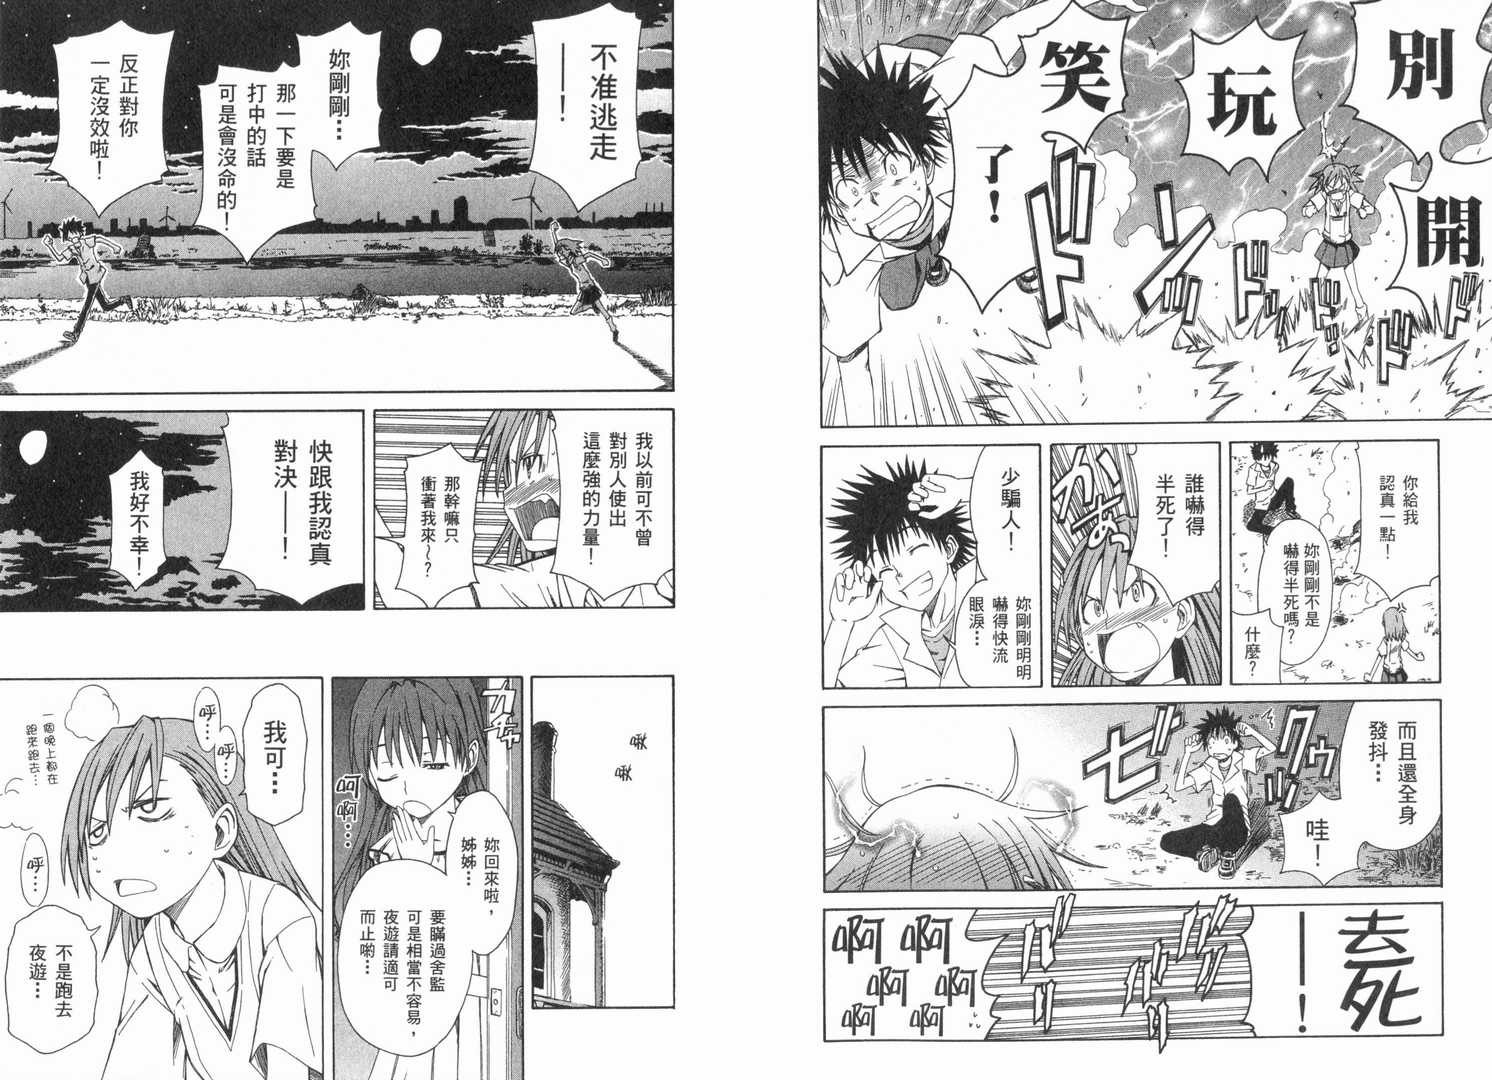 別
開
玩
笑
了！
ドドドドンド
你給我
認真一點！
妳剛剛不是
嚇得半死嗎？
什麼？
誰嚇得
半死了！
かぁぁ
少騙
人！
妳剛剛明明
嚇得快流
眼淚…
而且還全身
發抖…
哇！
クゥ
ゼ
去死
——！
啊啊啊啊啊啊
不准逃走
——！
妳剛剛…
那一下要是
打中的話
可是會沒命的！
反正對你
一定沒效啦！
我以前可不曾
對別人使出
這麼強的力量！
那幹嘛只
衝著我來～？
快跟我認真
對決——！
我好不幸！
カチャ
呵啊…
妳回來啦，
姊姊…
要瞞過舍監
可是相當不容易，
夜遊請適可
而止喲…
我可…
呼…
呼…
一個晚上都在
跑來跑去…
呼…
不是跑去
夜遊…